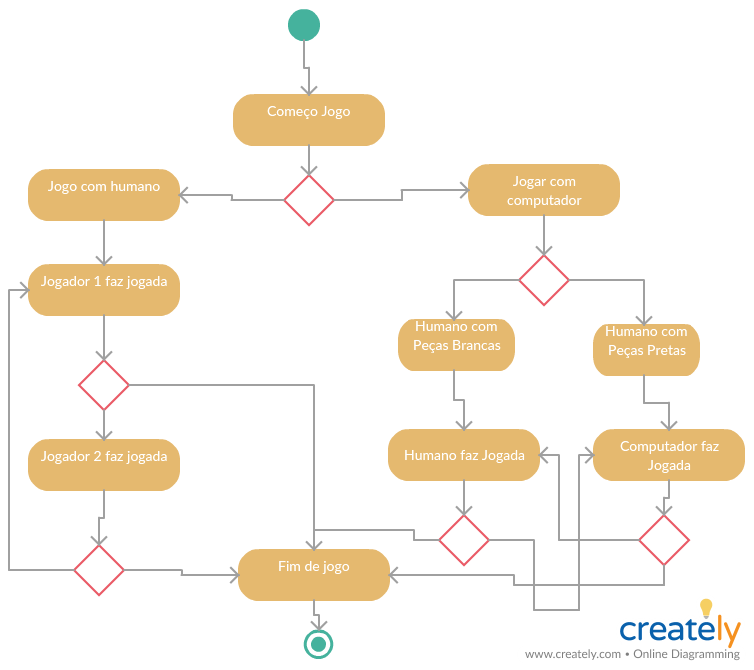 Começo Jogo
Jogo com humano
Jogar com
computador
Jogador 1 faz jogada
Humano com
Peças Brancas
Humano com
Peças Pretas
Jogador 2 faz jogada
Humano faz Jogada
Computador faz
Jogada
Fim de jogo
creately
www.creately.com • Online Diagramming